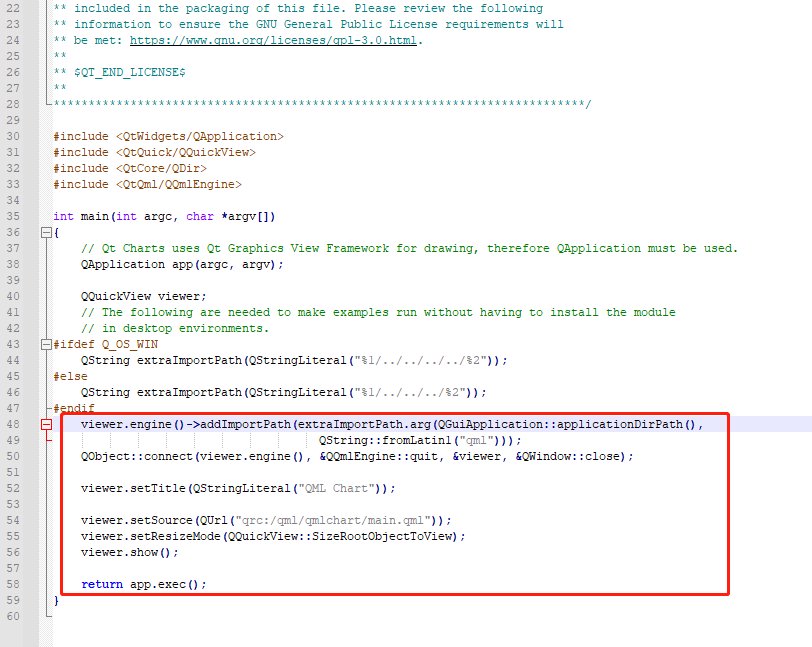 22 ** included in the packaging of this file. Please review the following
23 ** information to ensure the GNU General Public License requirements will
24 ** be met: https://www.gnu.org/licenses/gpl-3.0.html.
25 **
26 ** $QT_END_LICENSE$
27 **
28 ****************************************************************************/
29
30 #include <QtWidgets/QApplication>
31 #include <QtQuick/QQuickView>
32 #include <QtCore/QDir>
33 #include <QtQml/QQmlEngine>
34
35 int main(int argc, char *argv[])
36 {
37     // Qt Charts uses Qt Graphics View Framework for drawing, therefore QApplication must be used.
38     QApplication app(argc, argv);
39
40     QQuickView viewer;
41     // The following are needed to make examples run without having to install the module
42     // in desktop environments.
43 #ifdef Q_OS_WIN
44     QString extraImportPath(QStringLiteral("%1/../../../../%2"));
45 #else
46     QString extraImportPath(QStringLiteral("%1/../../../%2"));
47 #endif
48     viewer.engine()->addImportPath(extraImportPath.arg(QGuiApplication::applicationDirPath(),
49                                       QString::fromLatin1("qml")));
50     QObject::connect(viewer.engine(), &QQmlEngine::quit, &viewer, &QWindow::close);
51
52     viewer.setTitle(QStringLiteral("QML Chart"));
53
54     viewer.setSource(QUrl("qrc:/qml/qmlchart/main.qml"));
55     viewer.setResizeMode(QQuickView::SizeRootObjectToView);
56     viewer.show();
57
58     return app.exec();
59 }
60